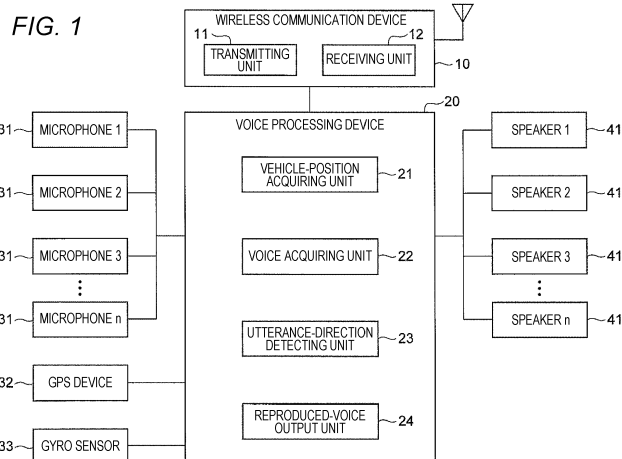 FIG. 1
WIRELESS COMMUNICATION DEVICE
11
12
TRANSMITTING
UNIT
RECEIVING UNIT
10
20
VOICE PROCESSING DEVICE
31
MICROPHONE 1
31
MICROPHONE 2
31
MICROPHONE 3
31
MICROPHONE n
32
GPS DEVICE
33
GYRO SENSOR
VEHICLE-POSITION
ACQUIRING UNIT
21
VOICE ACQUIRING UNIT
22
UTTERANCE-DIRECTION
DETECTING UNIT
23
REPRODUCED-VOICE
OUTPUT UNIT
24
SPEAKER 1
41
SPEAKER 2
41
SPEAKER 3
41
SPEAKER n
41